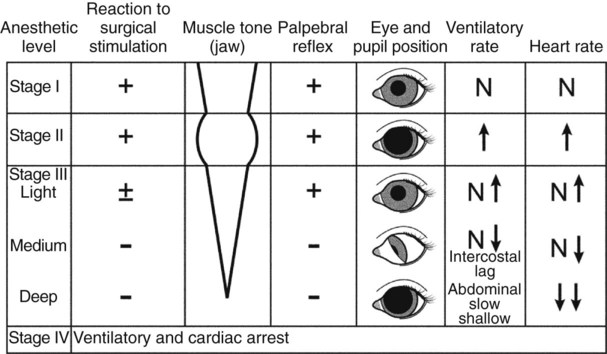 Anesthetic level Reaction to surgical stimulation Muscle tone (jaw) Palpebral reflex Eye and pupil position Ventilatory rate Heart rate
Stage I + + N N
Stage II + + ↑ ↑
Stage III
Light ± + N↑ N↑
Medium - - N↓ Intercostal lag N↓
Deep - - Abdominal slow shallow ↓↓
Stage IV Ventilatory and cardiac arrest